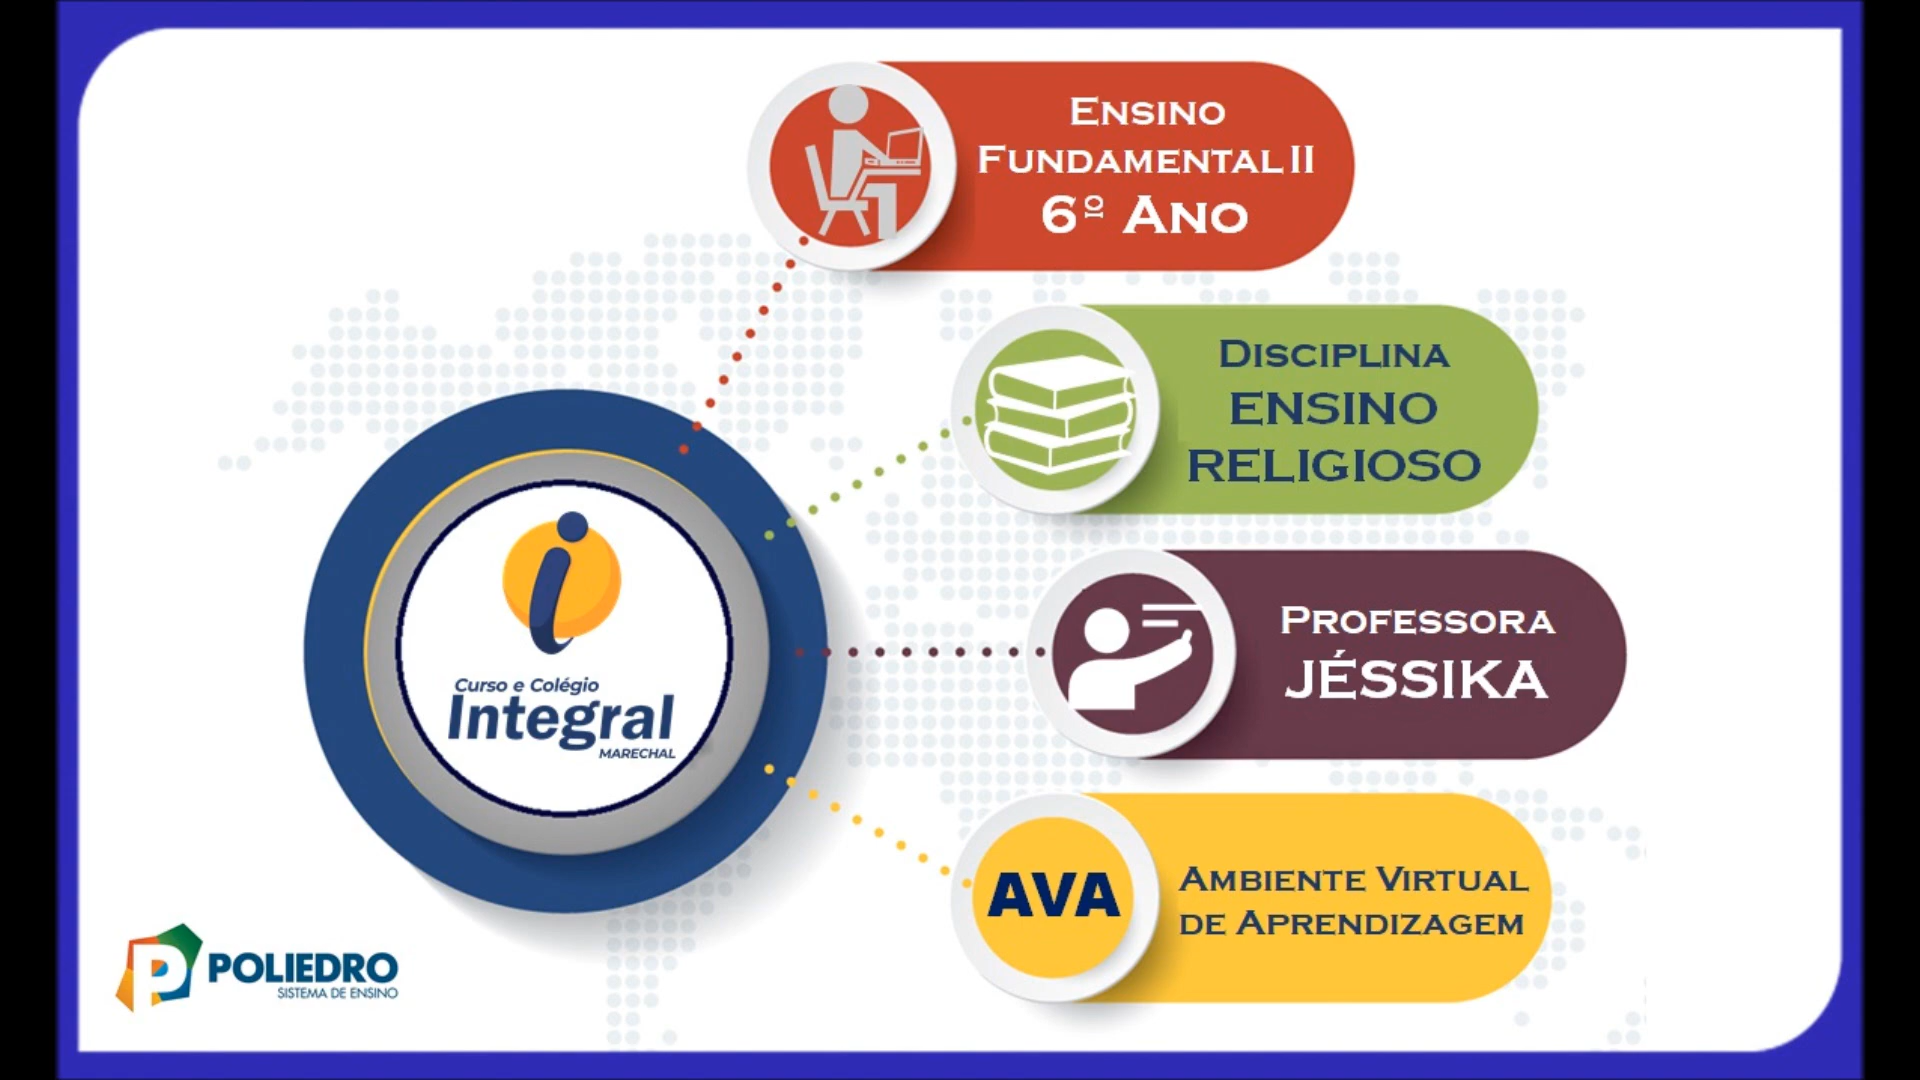 Ensino
Fundamental II
6º Ano
Disciplina
ENSINO
RELIGIOSO
Professora
JÉSSIKA
AVA
Ambiente Virtual
de Aprendizagem
Curso e Colégio
Integral
MARECHAL
POLIEDRO
SISTEMA DE ENSINO